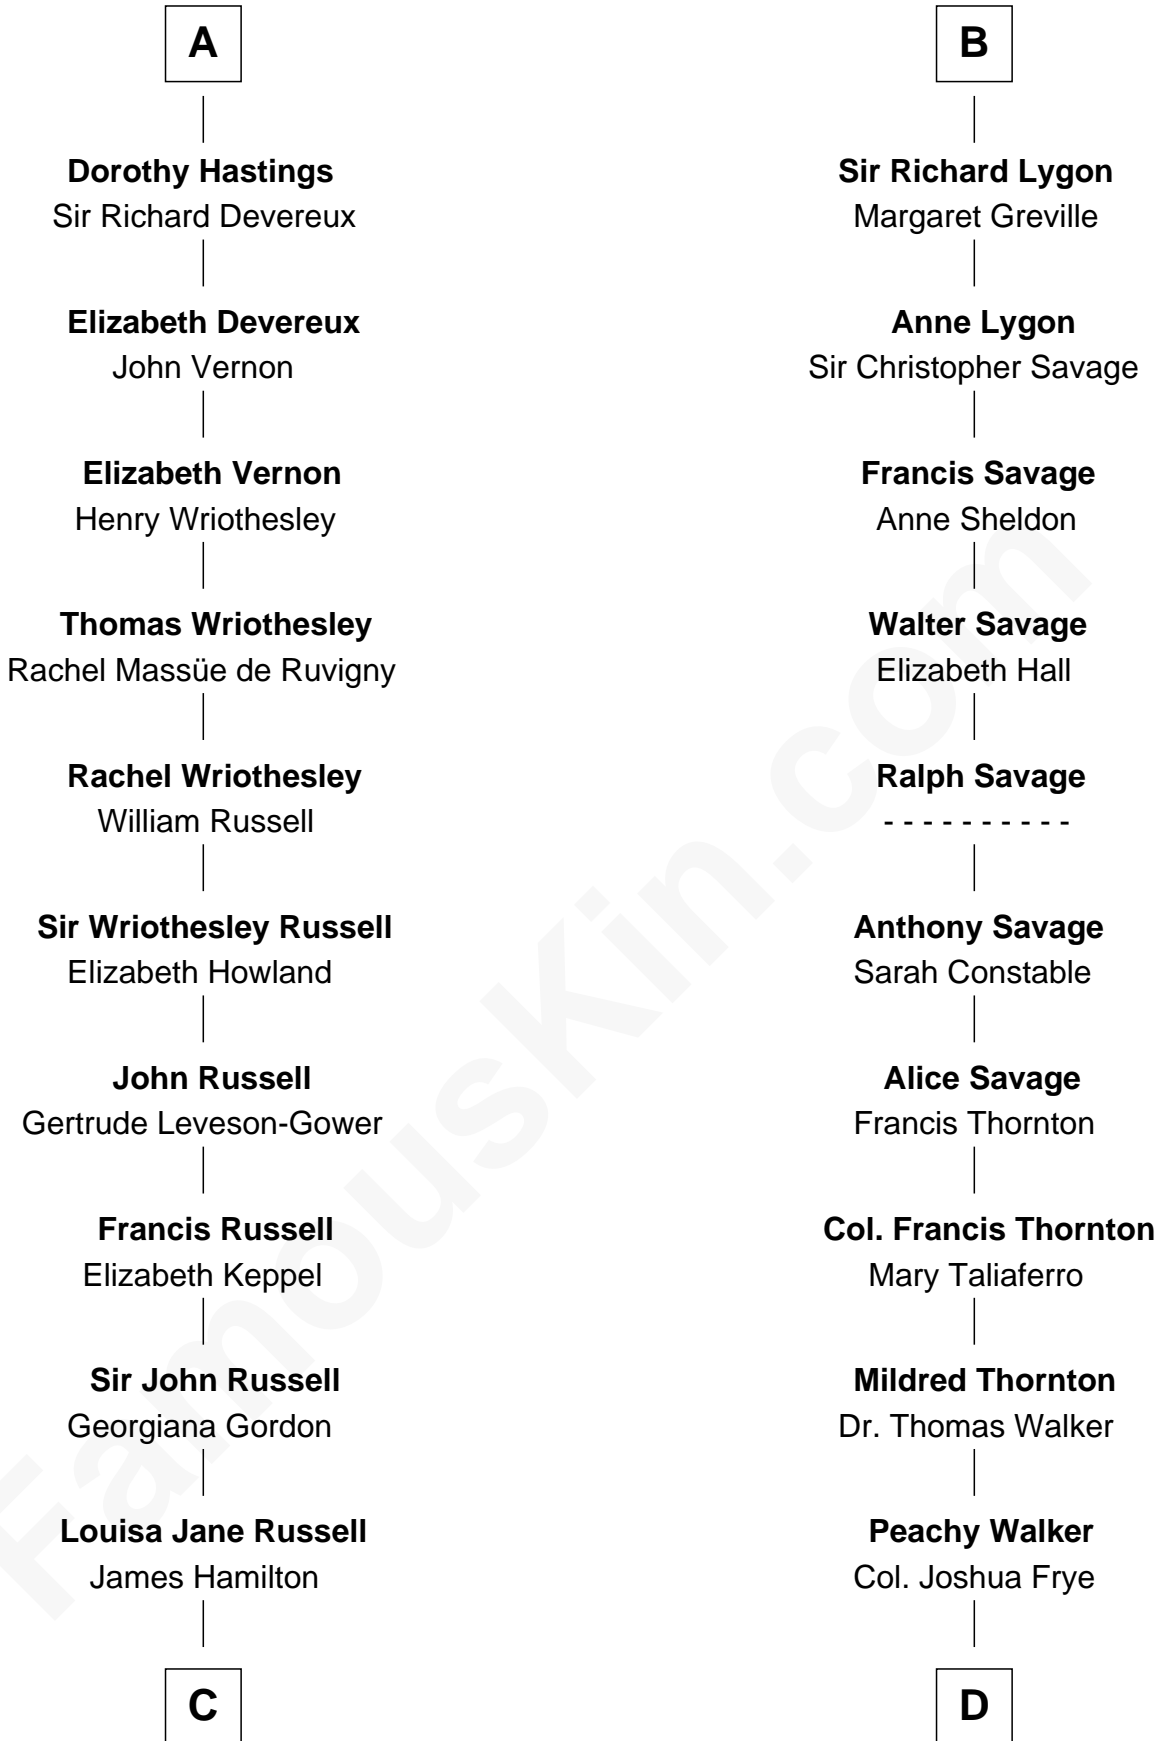 A
Dorothy Hastings
Sir Richard Devereux
Elizabeth Devereux
John Vernon
Elizabeth Vernon
Henry Wriothesley
Thomas Wriothesley
Rachel Massüe de Ruvigny
Rachel Wriothesley
William Russell
Sir Wriothesley Russell
Elizabeth Howland
John Russell
Gertrude Leveson-Gower
Francis Russell
Elizabeth Keppel
Sir John Russell
Georgiana Gordon
Louisa Jane Russell
James Hamilton
C
B
Sir Richard Lygon
Margaret Greville
Anne Lygon
Sir Christopher Savage
Francis Savage
Anne Sheldon
Walter Savage
Elizabeth Hall
Ralph Savage
- - - - - - - - - -
Anthony Savage
Sarah Constable
Alice Savage
Francis Thornton
Col. Francis Thornton
Mary Taliaferro
Mildred Thornton
Dr. Thomas Walker
Peachy Walker
Col. Joshua Frye
D
FamousKin.com